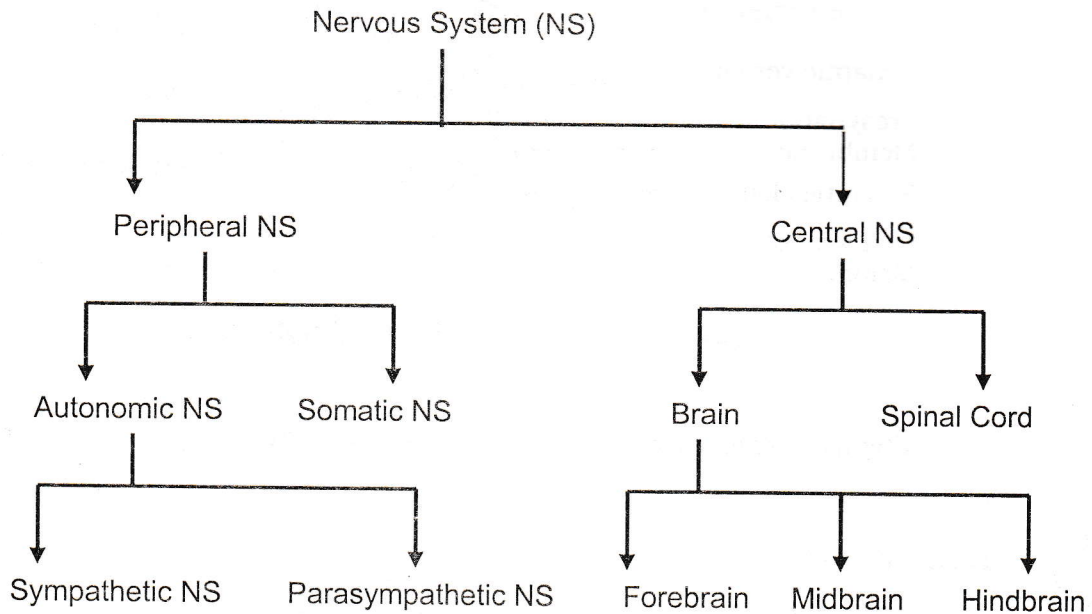 Nervous System (NS)
Peripheral NS
Central NS
Autonomic NS
Somatic NS
Brain
Spinal Cord
Sympathetic NS
Parasympathetic NS
Forebrain
Midbrain
Hindbrain